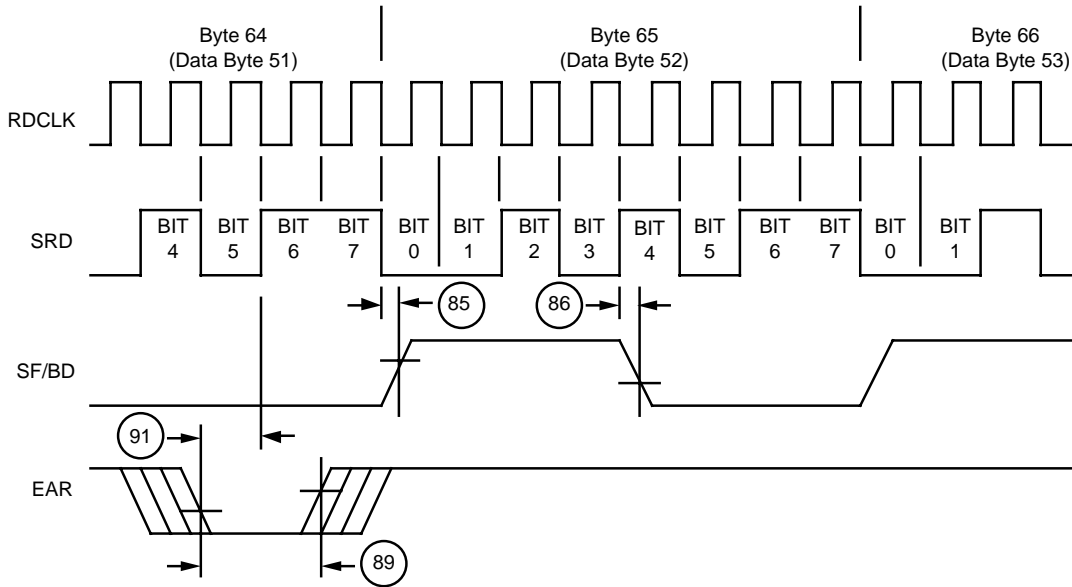 Byte 64
(Data Byte 51)
Byte 65
(Data Byte 52)
Byte 66
(Data Byte 53)
RDCLK
SRD
BIT 4
BIT 5
BIT 6
BIT 7
BIT 0
BIT 1
BIT 2
BIT 3
BIT 4
BIT 5
BIT 6
BIT 7
BIT 0
BIT 1
85
86
SF/BD
91
EAR
89